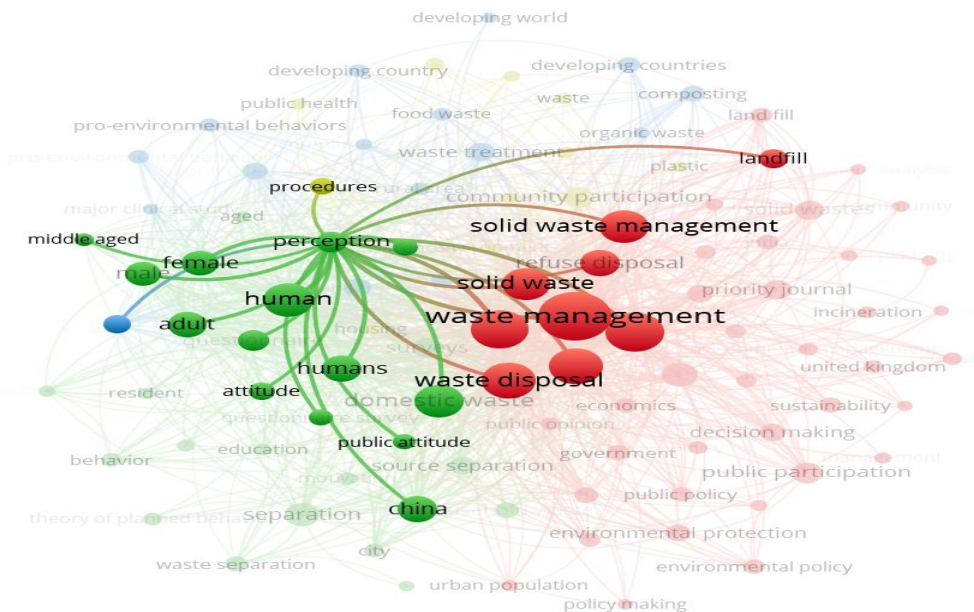 developing world
developing country
developing countries
public health
waste
composting
food waste
land fill
pro-environmental behaviors
organic waste
waste treatment
landfill
plastic
procedures
community participation
major clinical study
aged
solid wastes
solid waste management
middle aged
perception
india
male
female
refuse disposal
solid waste
human
priority journal
waste management
incineration
adult
housing
questionnaire
surveys
humans
united kingdom
waste disposal
attitude
resident
domestic waste
economics
sustainability
questionnaire survey
public opinion
decision making
public attitude
education
government
behavior
source separation
public participation
public policy
china
theory of planned behavior
separation
environmental protection
city
waste separation
environmental policy
urban population
policy making